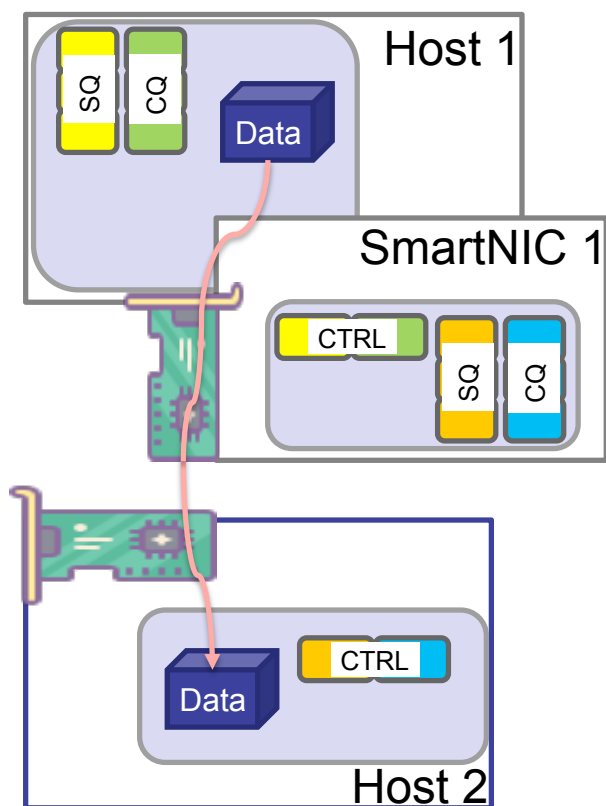 Host 1
SQ
CQ
Data
SmartNIC 1
CTRL
SQ
CQ
Data
CTRL
Host 2